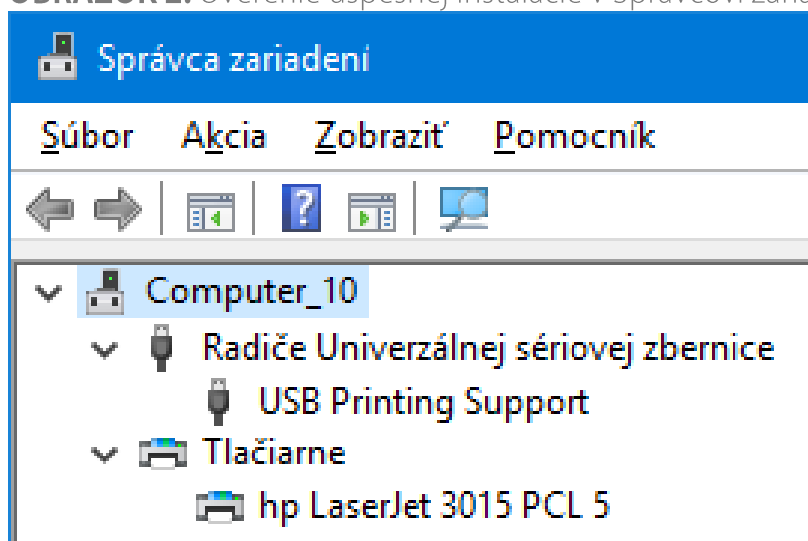 Správca zariadení
Súbor Akcia Zobraziť Pomocník
Computer_10
Radiče Univerzálnej sériovej zbernice
USB Printing Support
Tlačiarne
hp LaserJet 3015 PCL 5